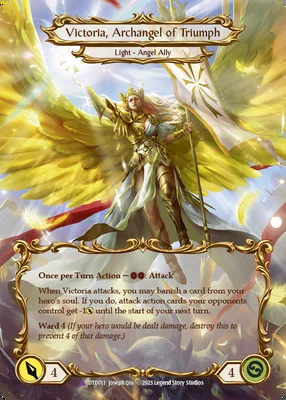 Victoria, Archangel of Triumph
Light - Angel Ally
Once per Turn Action — : Attack
When Victoria attacks, you may banish a card from your
hero's soul. If you do, attack action cards your opponents
control get -1 until the start of your next turn.
Ward 4 (If your hero would be dealt damage, destroy this to
prevent 4 of that damage.)
4
4
DTD011 Joseph Qiu © 2023 Legend Story Studios